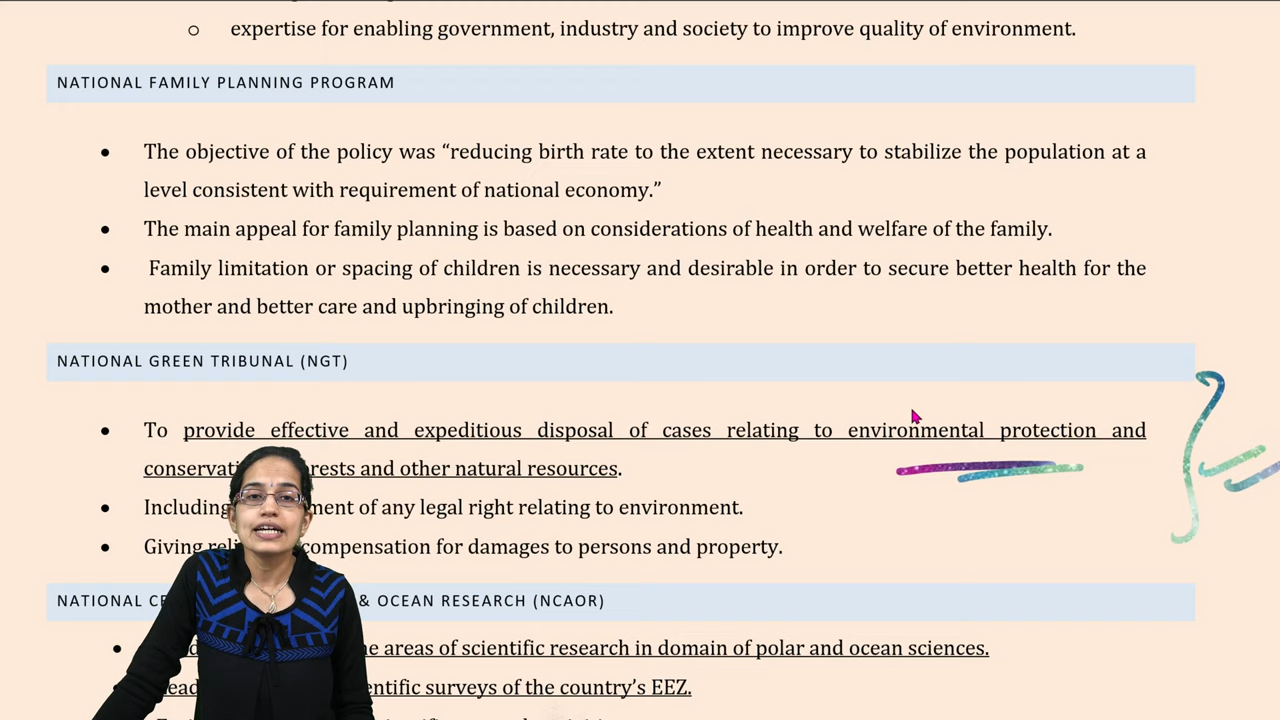 o expertise for enabling government, industry and society to improve quality of environment.
NATIONAL FAMILY PLANNING PROGRAM
• The objective of the policy was “reducing birth rate to the extent necessary to stabilize the population at a
level consistent with requirement of national economy.”
• The main appeal for family planning is based on considerations of health and welfare of the family.
• Family limitation or spacing of children is necessary and desirable in order to secure better health for the
mother and better care and upbringing of children.
NATIONAL GREEN TRIBUNAL (NGT)
• To provide effective and expeditious disposal of cases relating to environmental protection and
and other natural resources.
• Including of any legal right relating to environment.
• Giving compensation for damages to persons and property.
NATIONAL & OCEAN RESEARCH (NCAOR)
areas of scientific research in domain of polar and ocean sciences.
surveys of the country’s EEZ.